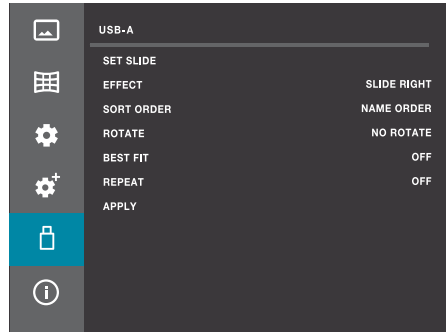 USB-A
SET SLIDE
EFFECT SLIDE RIGHT
SORT ORDER NAME ORDER
ROTATE NO ROTATE
BEST FIT OFF
REPEAT OFF
APPLY